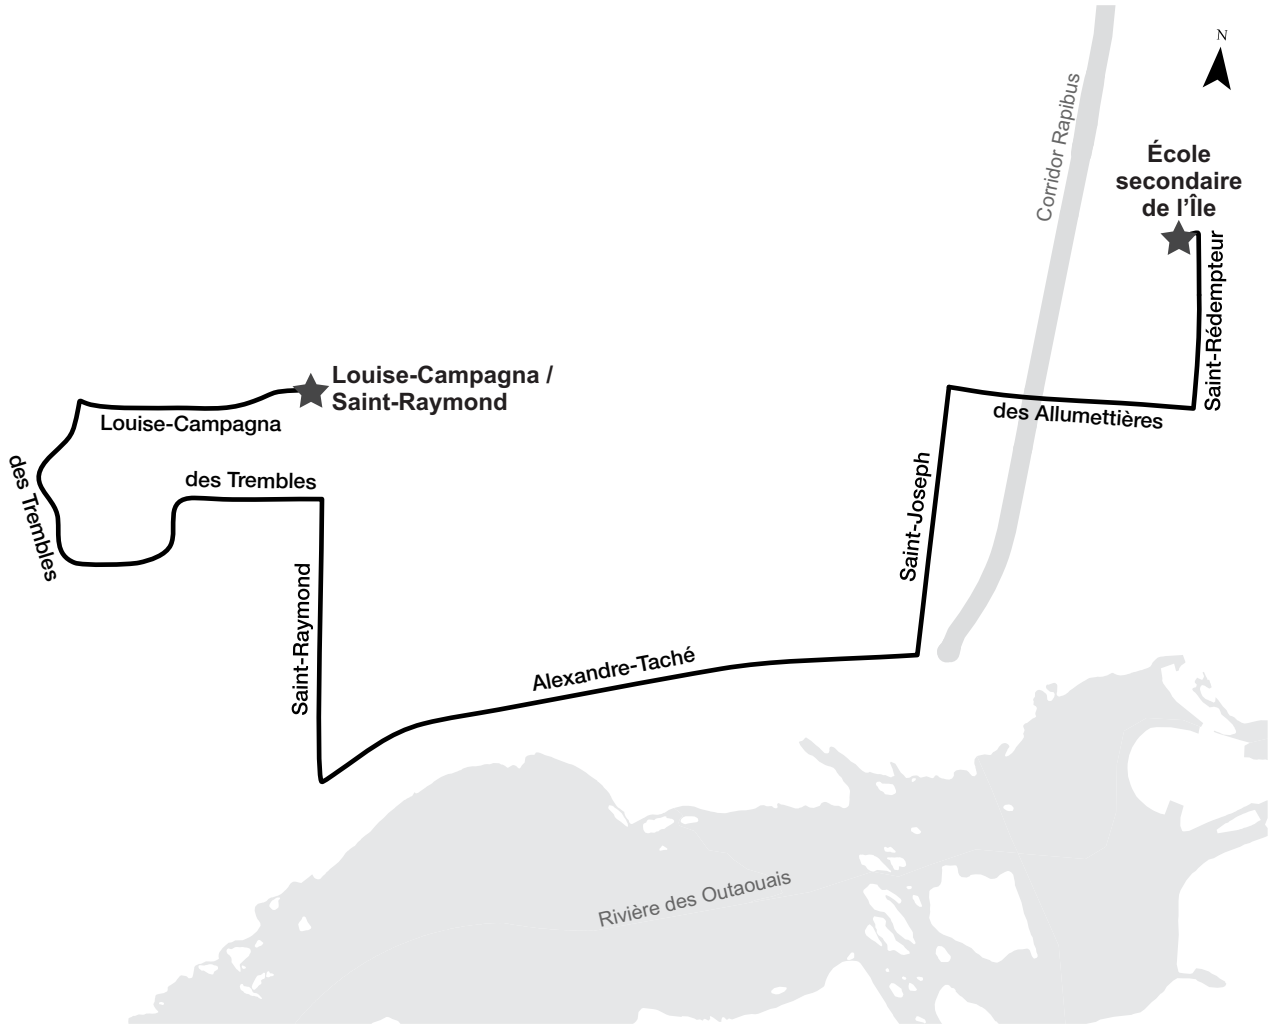 N
Corridor Rapibus
École
secondaire
de l'Île
Saint-Rédempteur
Louise-Campagna /
Saint-Raymond
Louise-Campagna
des Allumettières
des Trembles
des Trembles
Saint-Joseph
Saint-Raymond
Alexandre-Taché
Rivière des Outaouais